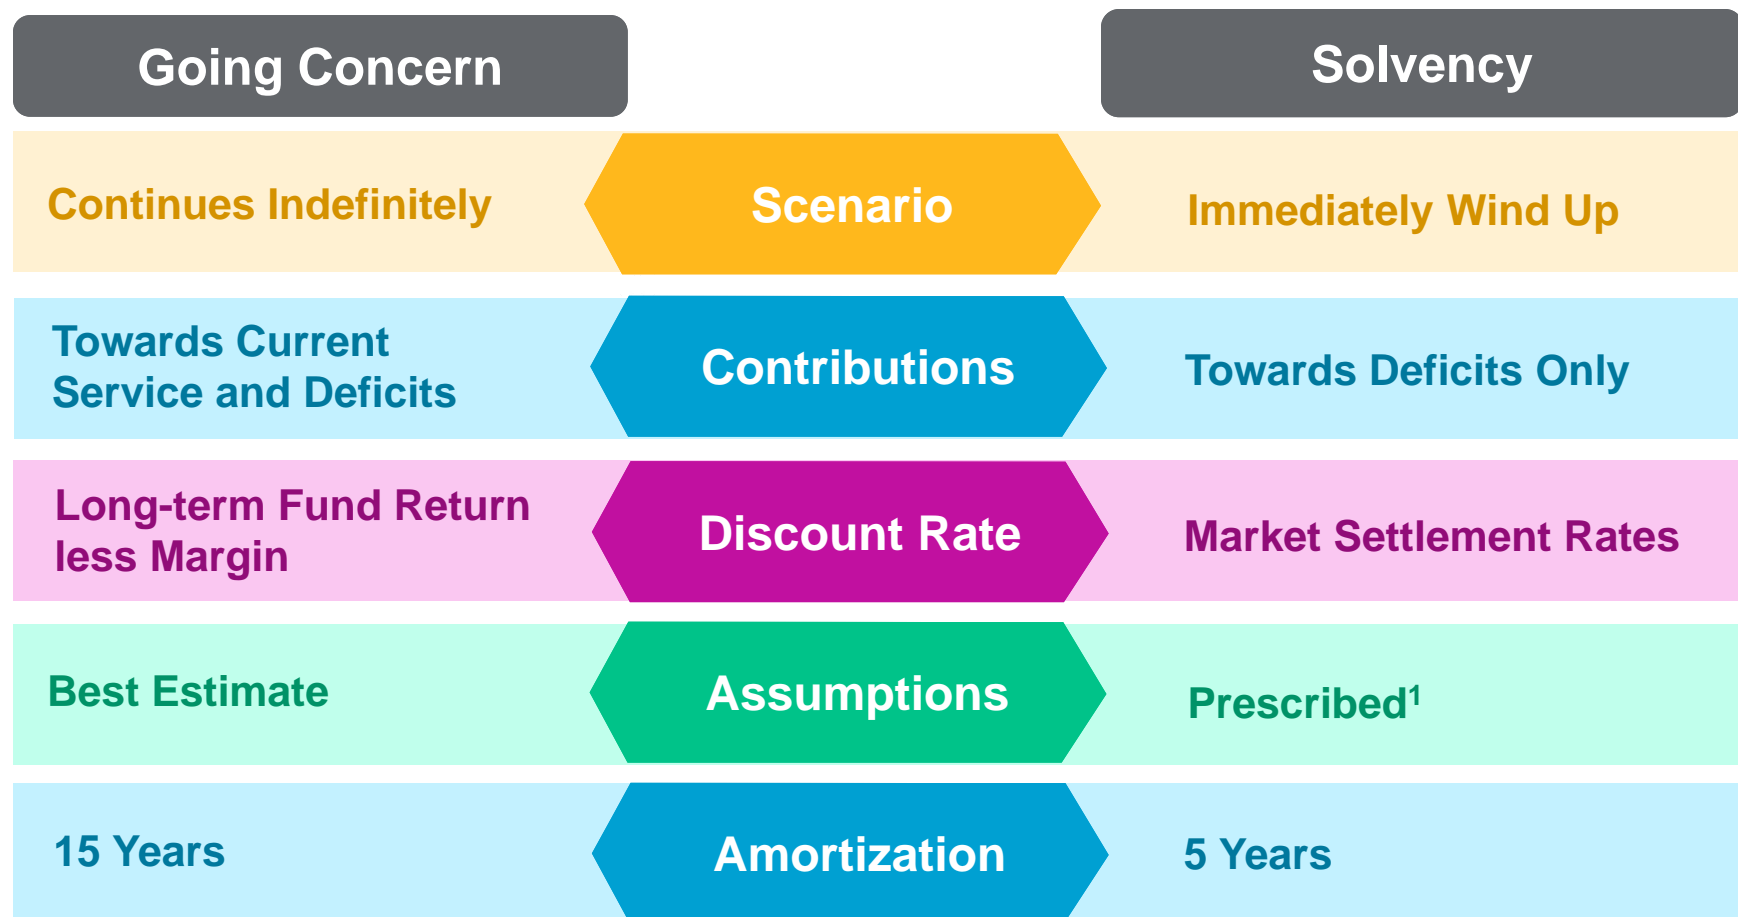 Going Concern
Solvency
Continues Indefinitely
Scenario
Immediately Wind Up
Towards Current
Service and Deficits
Contributions
Towards Deficits Only
Long-term Fund Return
less Margin
Discount Rate
Market Settlement Rates
Best Estimate
Assumptions
Prescribed¹
15 Years
Amortization
5 Years